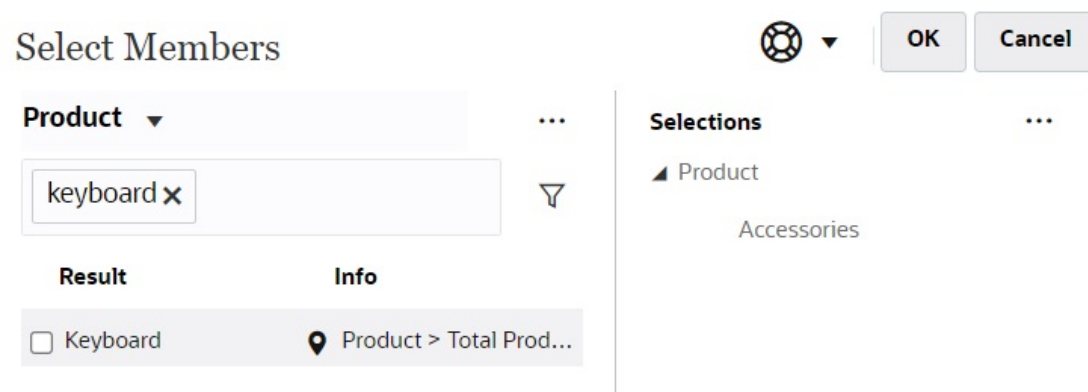 Select Members
OK
Cancel
Product
...
keyboard
Result
Info
Keyboard
Product > Total Prod...
Selections
...
Product
Accessories